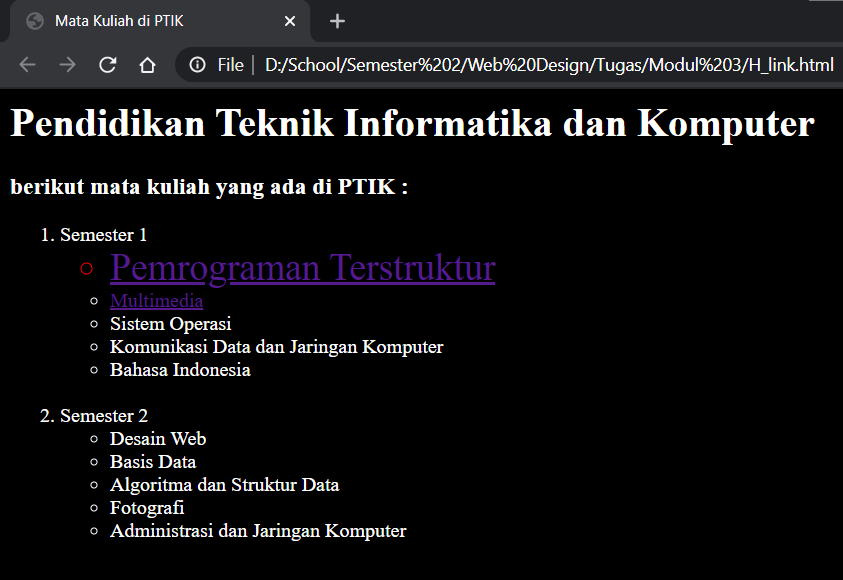 Mata Kuliah di PTIK
File | D:/School/Semester%202/Web%20Design/Tugas/Modul%203/H_link.html
Pendidikan Teknik Informatika dan Komputer
berikut mata kuliah yang ada di PTIK :
1. Semester 1
Pemrograman Terstruktur
Multimedia
Sistem Operasi
Komunikasi Data dan Jaringan Komputer
Bahasa Indonesia
2. Semester 2
Desain Web
Basis Data
Algoritma dan Struktur Data
Fotografi
Administrasi dan Jaringan Komputer